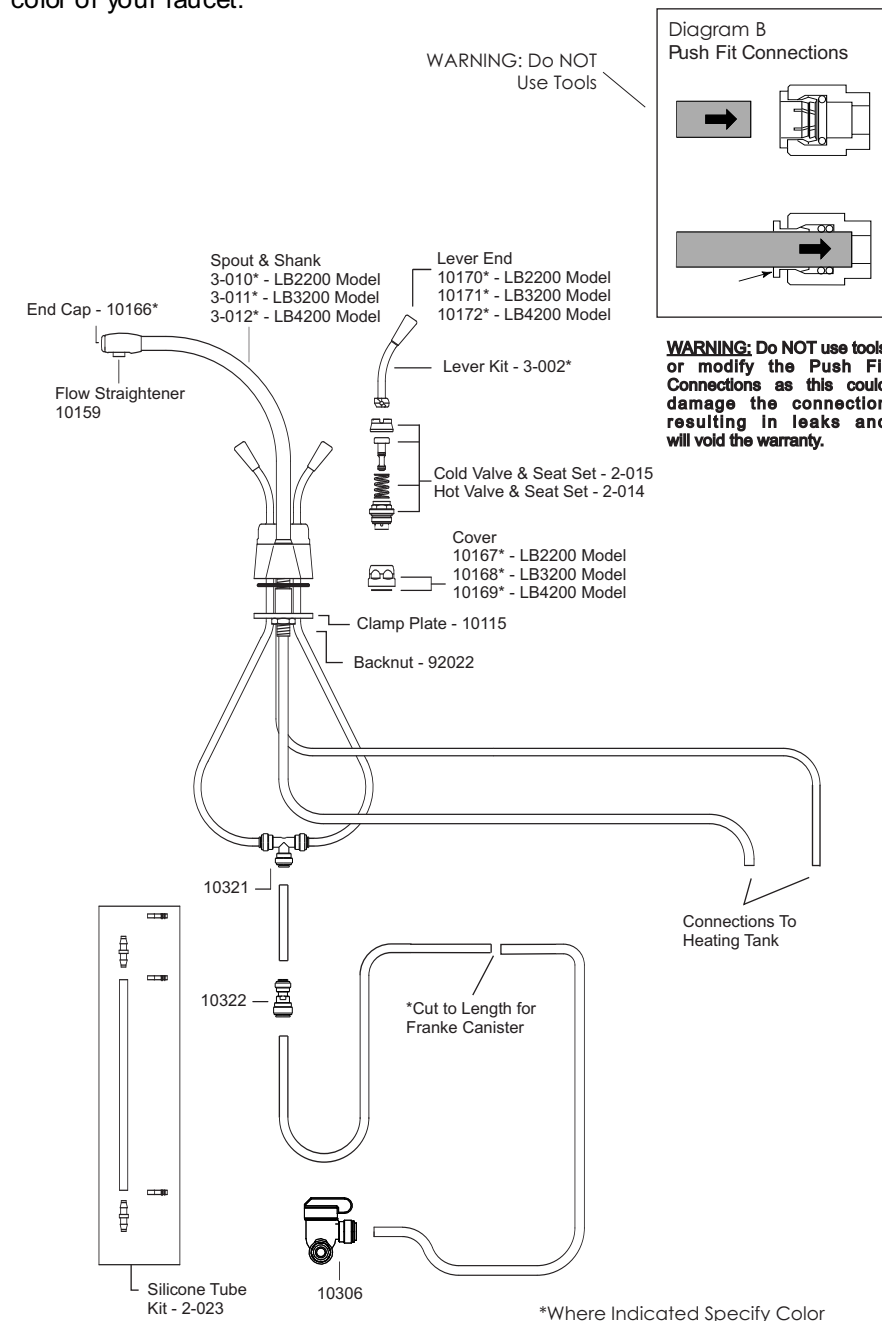 color of your faucet.
Diagram B
Push Fit Connections
WARNING: Do NOT
Use Tools
Spout & Shank
3-010* - LB2200 Model
3-011* - LB3200 Model
3-012* - LB4200 Model
Lever End
10170* - LB2200 Model
10171* - LB3200 Model
10172* - LB4200 Model
End Cap - 10166*
Lever Kit - 3-002*
Flow Straightener
10159
WARNING: Do NOT use tools
or modify the Push Fi
Connections as this could
damage the connection
resulting in leaks and
will void the warranty.
Cold Valve & Seat Set - 2-015
Hot Valve & Seat Set - 2-014
Cover
10167* - LB2200 Model
10168* - LB3200 Model
10169* - LB4200 Model
Clamp Plate - 10115
Backnut - 92022
10321
Connections To
Heating Tank
10322
*Cut to Length for
Franke Canister
Silicone Tube
Kit - 2-023
10306
*Where Indicated Specify Color